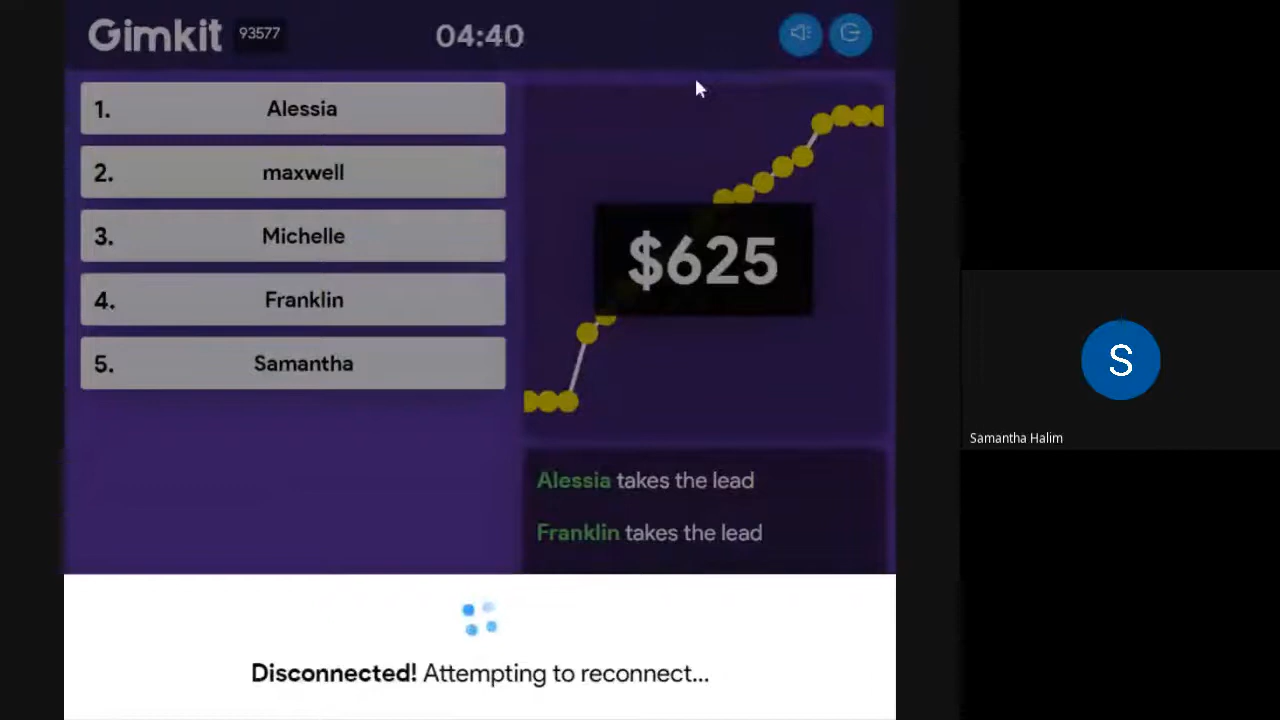 Gimkit 93577 04:40
1. Alessia
2. maxwell
3. Michelle
4. Franklin
5. Samantha
$625
Alessia takes the lead
Franklin takes the lead
Disconnected! Attempting to reconnect...
S
Samantha Halim